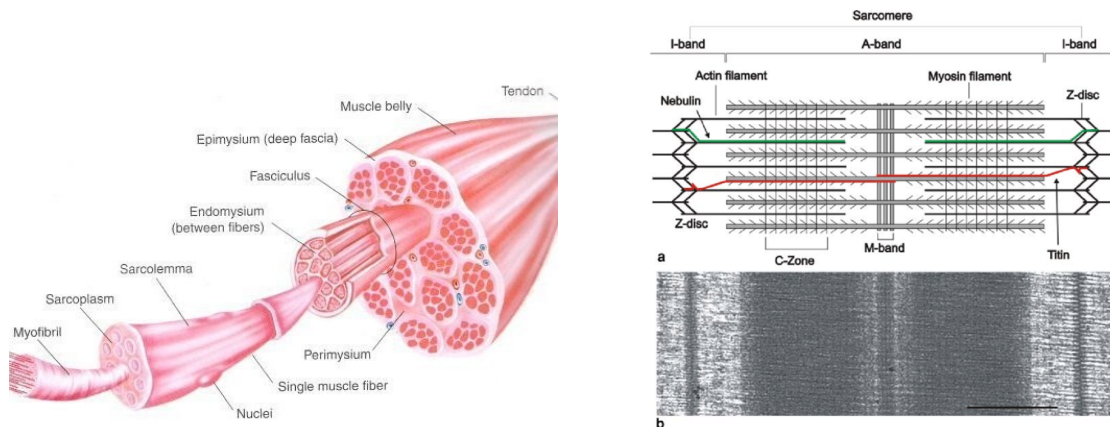 Tendon
Muscle belly
Epimysium (deep fascia)
Fasciculus
Endomysium
(between fibers)
Sarcolemma
Sarcoplasm
Myofibril
Perimysium
Single muscle fiber
Nuclei
Sarcomere
I-band
A-band
I-band
Actin filament
Myosin filament
Nebulin
Z-disc
Z-disc
M-band
C-Zone
Titin
a
b